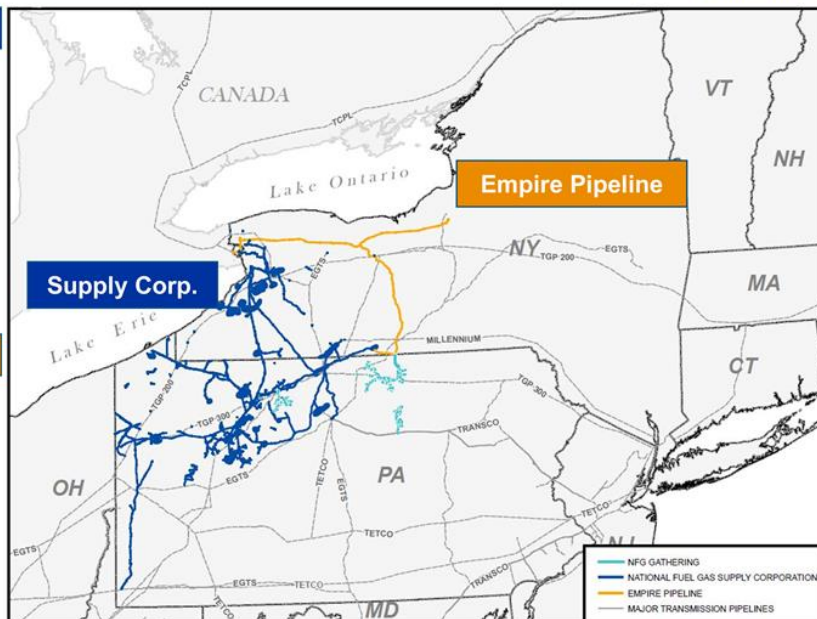 VT
CANADA
TCPL
TCPL
NH
Lake Ontario
Empire Pipeline
NY
EGTS
TGP 200
EGTS
MA
Supply Corp.
Lake Erie
MILLENNIUM
CT
TGP 200
TGP 300
TGP 300
TRANSCO
OH
EGTS
TETCO
EGTS
PA
TETCO
TETCO
EGTS
NJ
EGTS
TETCO
TRANSCO
TETCO
MD
NFG GATHERING
NATIONAL FUEL GAS SUPPLY CORPORATION
EMPIRE PIPELINE
MAJOR TRANSMISSION PIPELINES